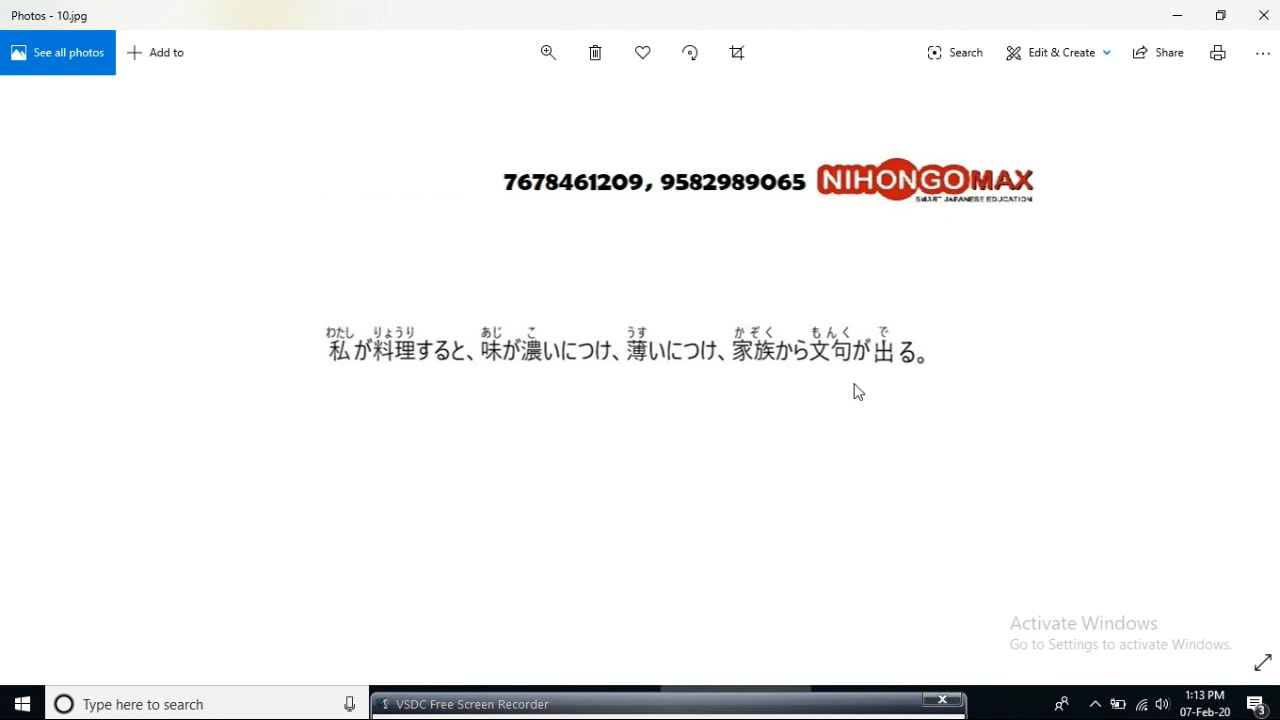 Photos - 10.jpg
See all photos
Add to
Search
Edit & Create
Share
7678461209, 9582989065 NIHONGOMAX
SMART JAPANESE EDUCATION
わたし りょうり あじ こ うす かぞく もんく で
私が料理すると、味が濃いにつけ、薄いにつけ、家族から文句が出る。
Activate Windows
Go to Settings to activate Windows.
Type here to search
VSDC Free Screen Recorder
1:13 PM
07-Feb-20
3